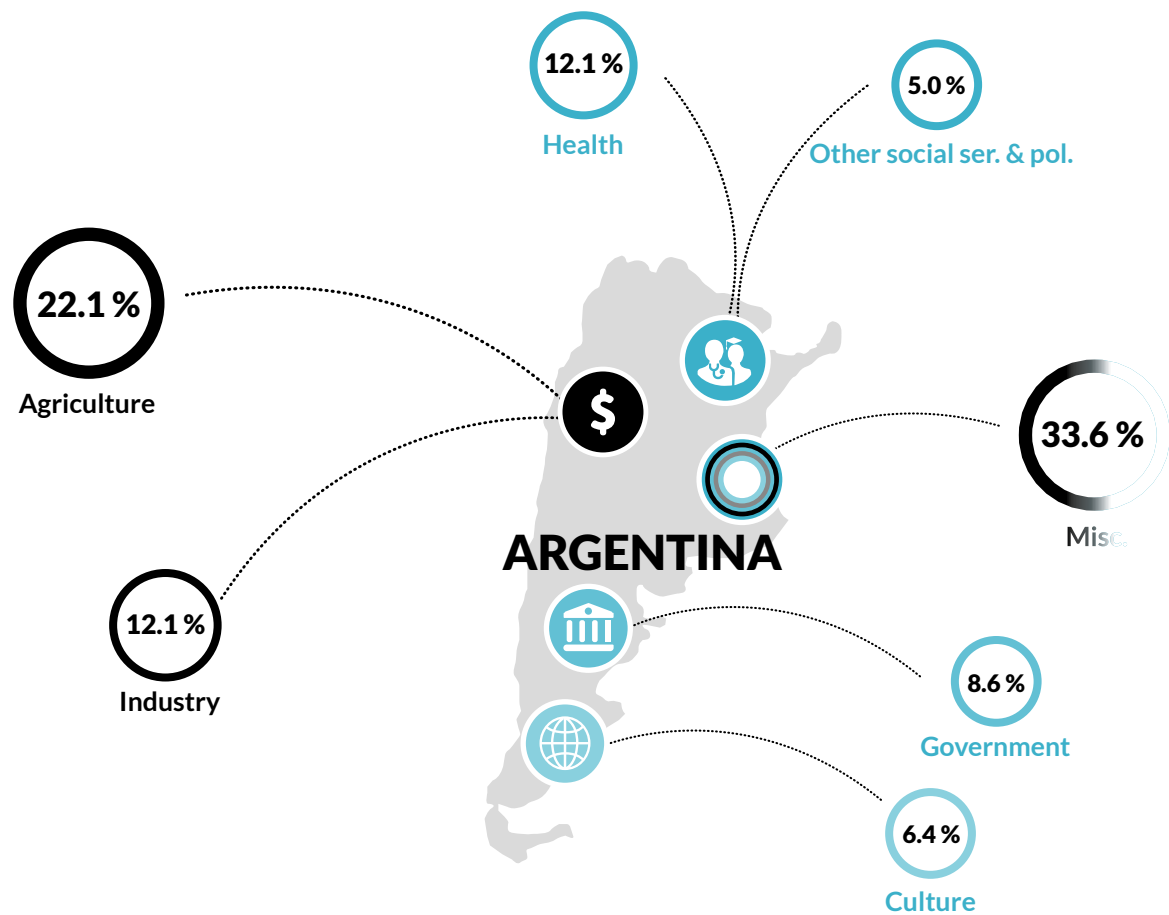 12.1 %
Health
5.0 %
Other social ser. & pol.
22.1 %
Agriculture
$
33.6 %
Misc.
ARGENTINA
12.1 %
Industry
8.6 %
Government
6.4 %
Culture